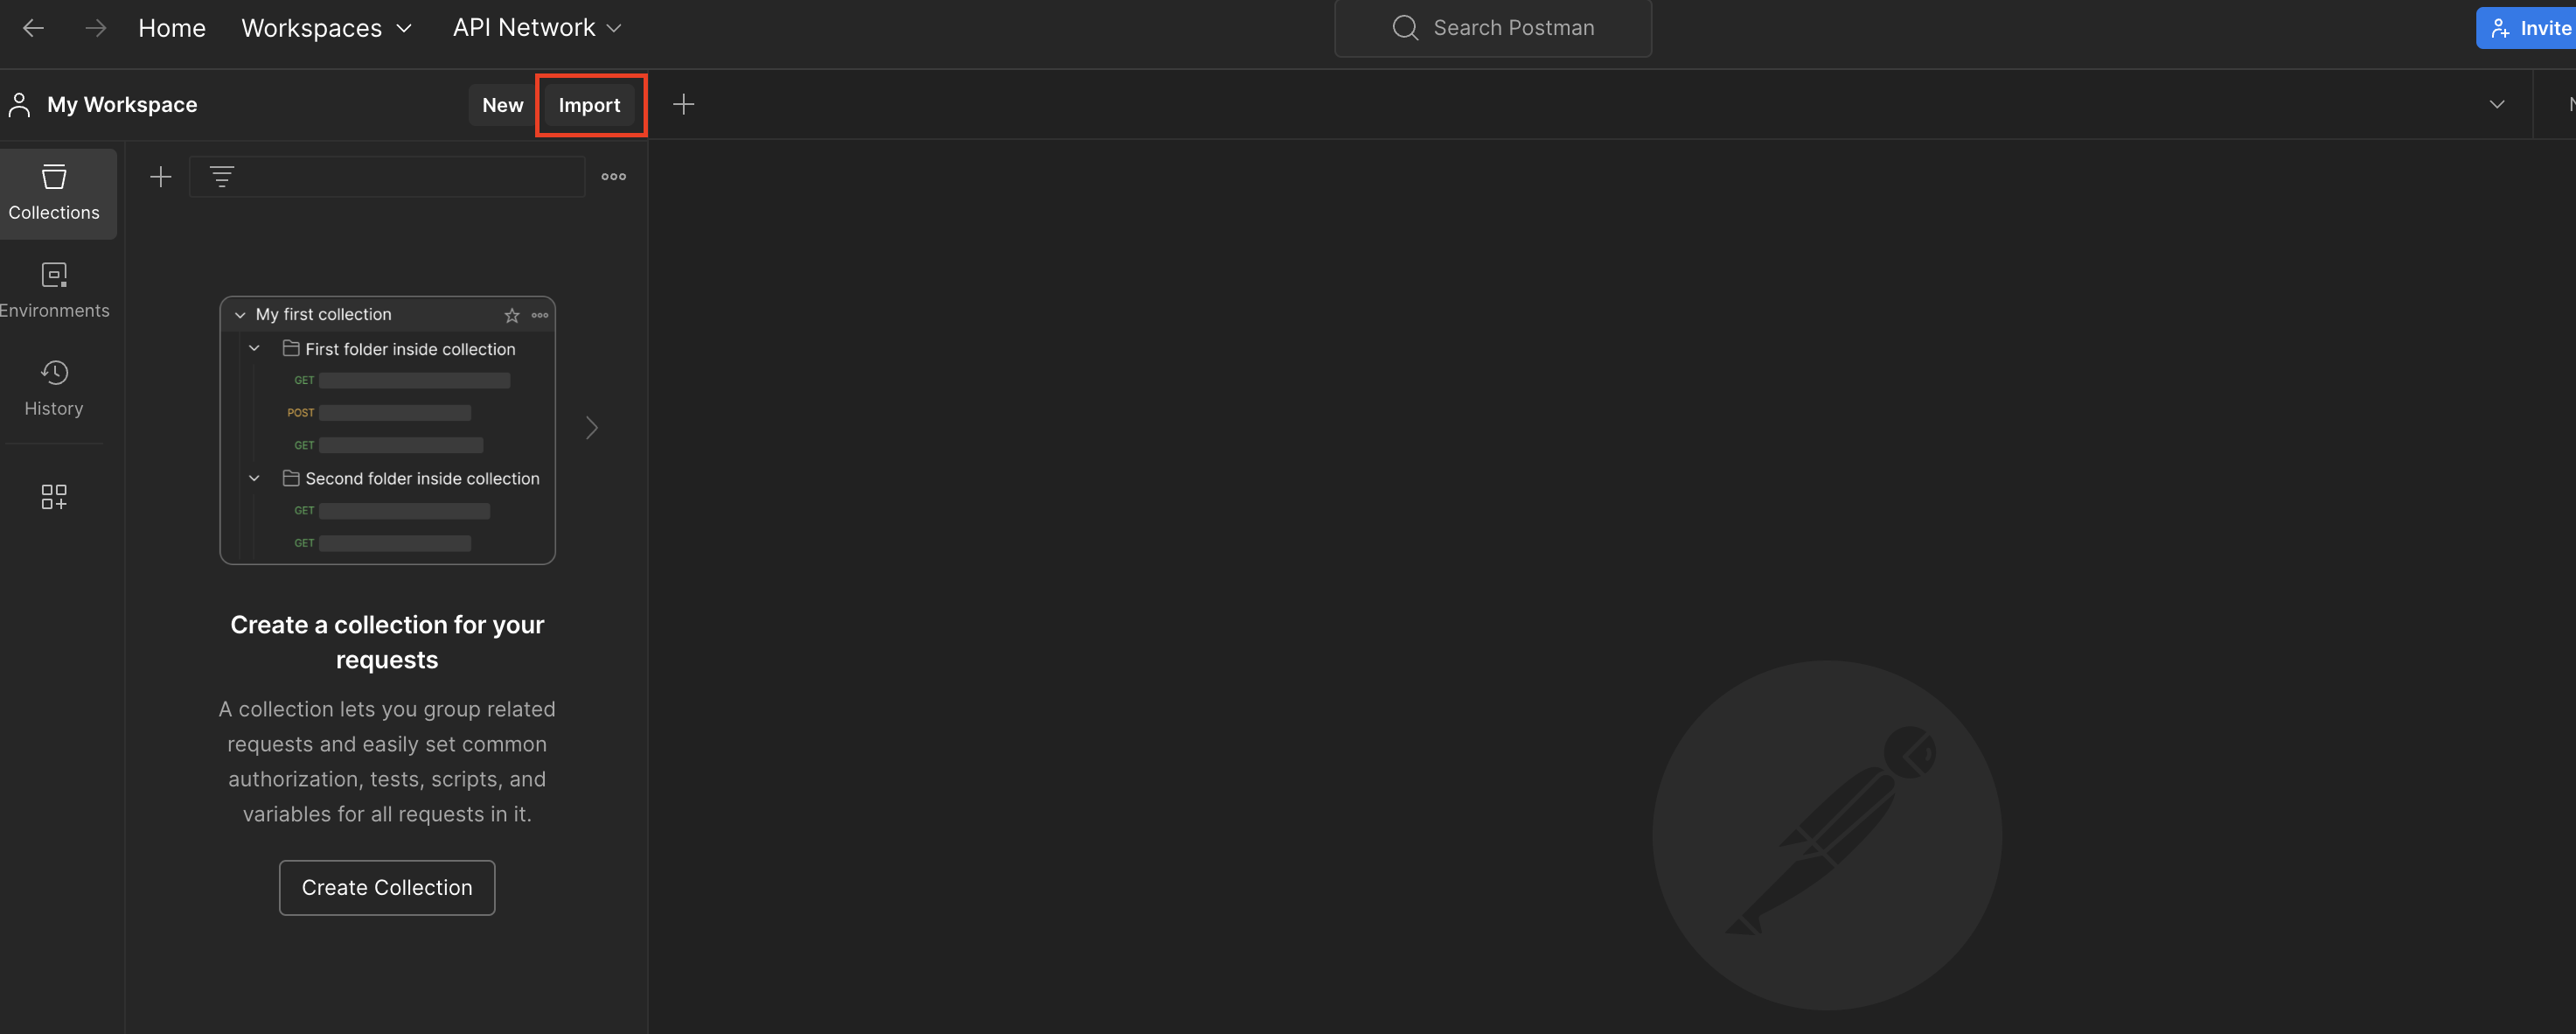 Home Workspaces API Network Search Postman Invite
My Workspace New Import
Collections
Environments
History
My first collection
First folder inside collection
GET
POST
GET
Second folder inside collection
GET
GET
Create a collection for your
requests
A collection lets you group related
requests and easily set common
authorization, tests, scripts, and
variables for all requests in it.
Create Collection